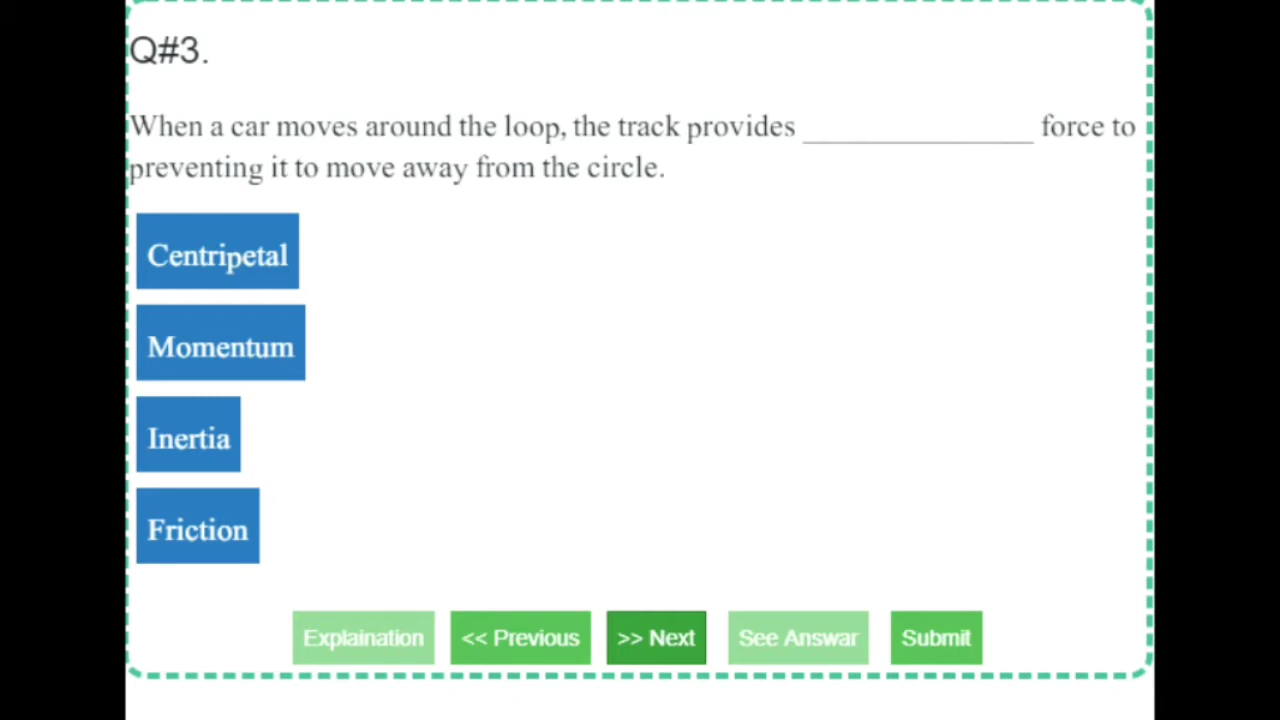 Q#3.
When a car moves around the loop, the track provides ________________ force to
preventing it to move away from the circle.
Centripetal
Momentum
Inertia
Friction
Explaination << Previous >> Next See Answar Submit